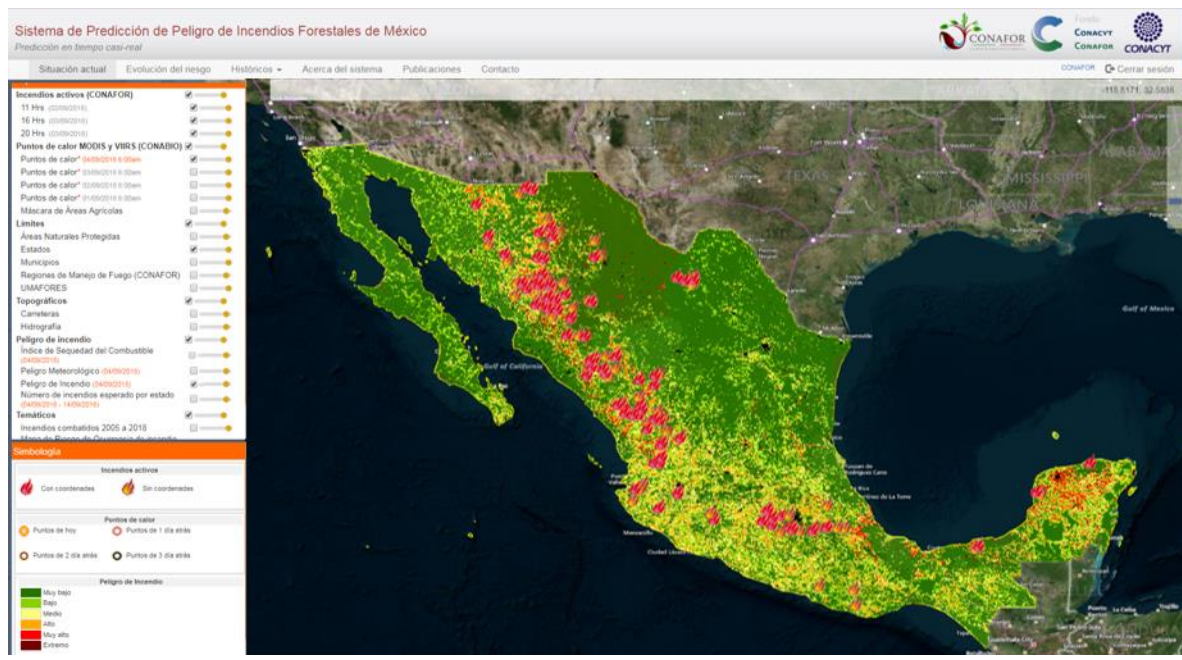 Sistema de Predicción de Peligro de Incendios Forestales de México
Predicción en tiempo casi-real
CONAFOR
Fondo
CONACYT
CONAFOR
CONACYT
Situación actual Evolución del riesgo Históricos Acerca del sistema Publicaciones Contacto
CONAFOR Cerrar sesión
Incendios activos (CONAFOR)
11 Hrs
16 Hrs
20 Hrs
Puntos de calor MODIS y VIIRS (CONABIO)
Puntos de calor*
Puntos de calor*
Puntos de calor*
Puntos de calor*
Máscara de Áreas Agrícolas
Límites
Áreas Naturales Protegidas
Estados
Municipios
Regiones de Manejo de Fuego (CONAFOR)
UMAFORES
Topográficos
Carreteras
Hidrografía
Peligro de incendio
Índice de Sequedad del Combustible
Peligro Meteorológico
Peligro de Incendio
Número de incendios esperado por estado
Temáticos
Incendios combatidos 2005 a 2018
Simbología
Incendios activos
Con coordenadas Sin coordenadas
Puntos de calor
Puntos de hoy Puntos de 1 día atrás
Puntos de 2 día atrás Puntos de 3 día atrás
Peligro de Incendio
Muy bajo
Bajo
Medio
Alto
Muy alto
Extremo
TEXAS
MISSISSIPPI
ALABAMA
LOUISIANA
Gulf of Mexico
Gulf of California
Manzanillo